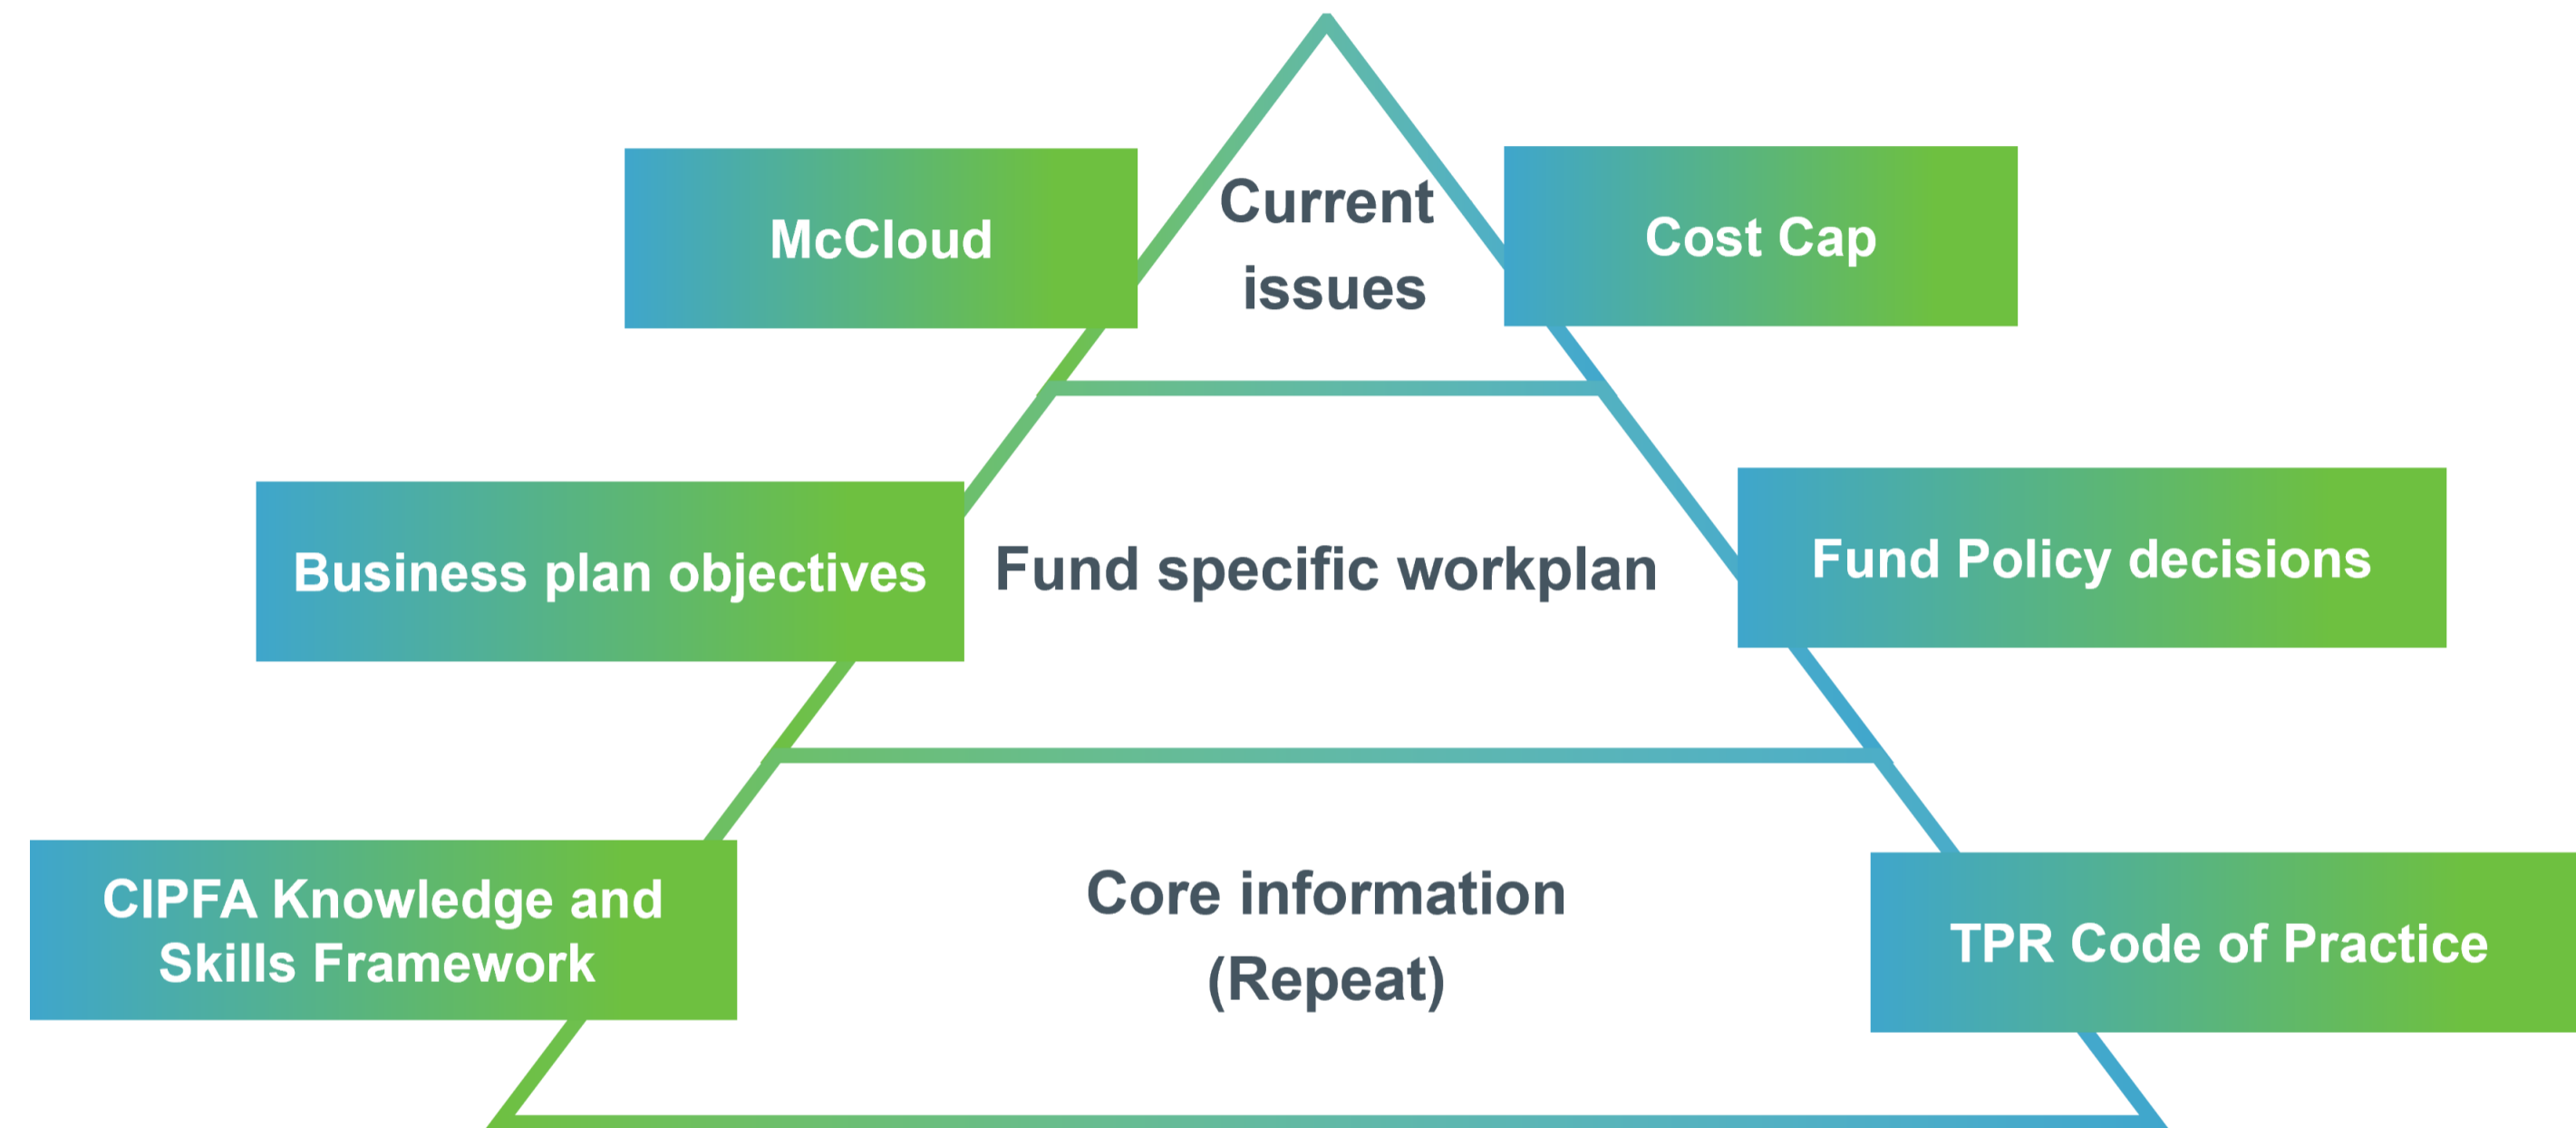 McCloud
Current
issues
Cost Cap
Business plan objectives
Fund specific workplan
Fund Policy decisions
CIPFA Knowledge and
Skills Framework
Core information
(Repeat)
TPR Code of Practice